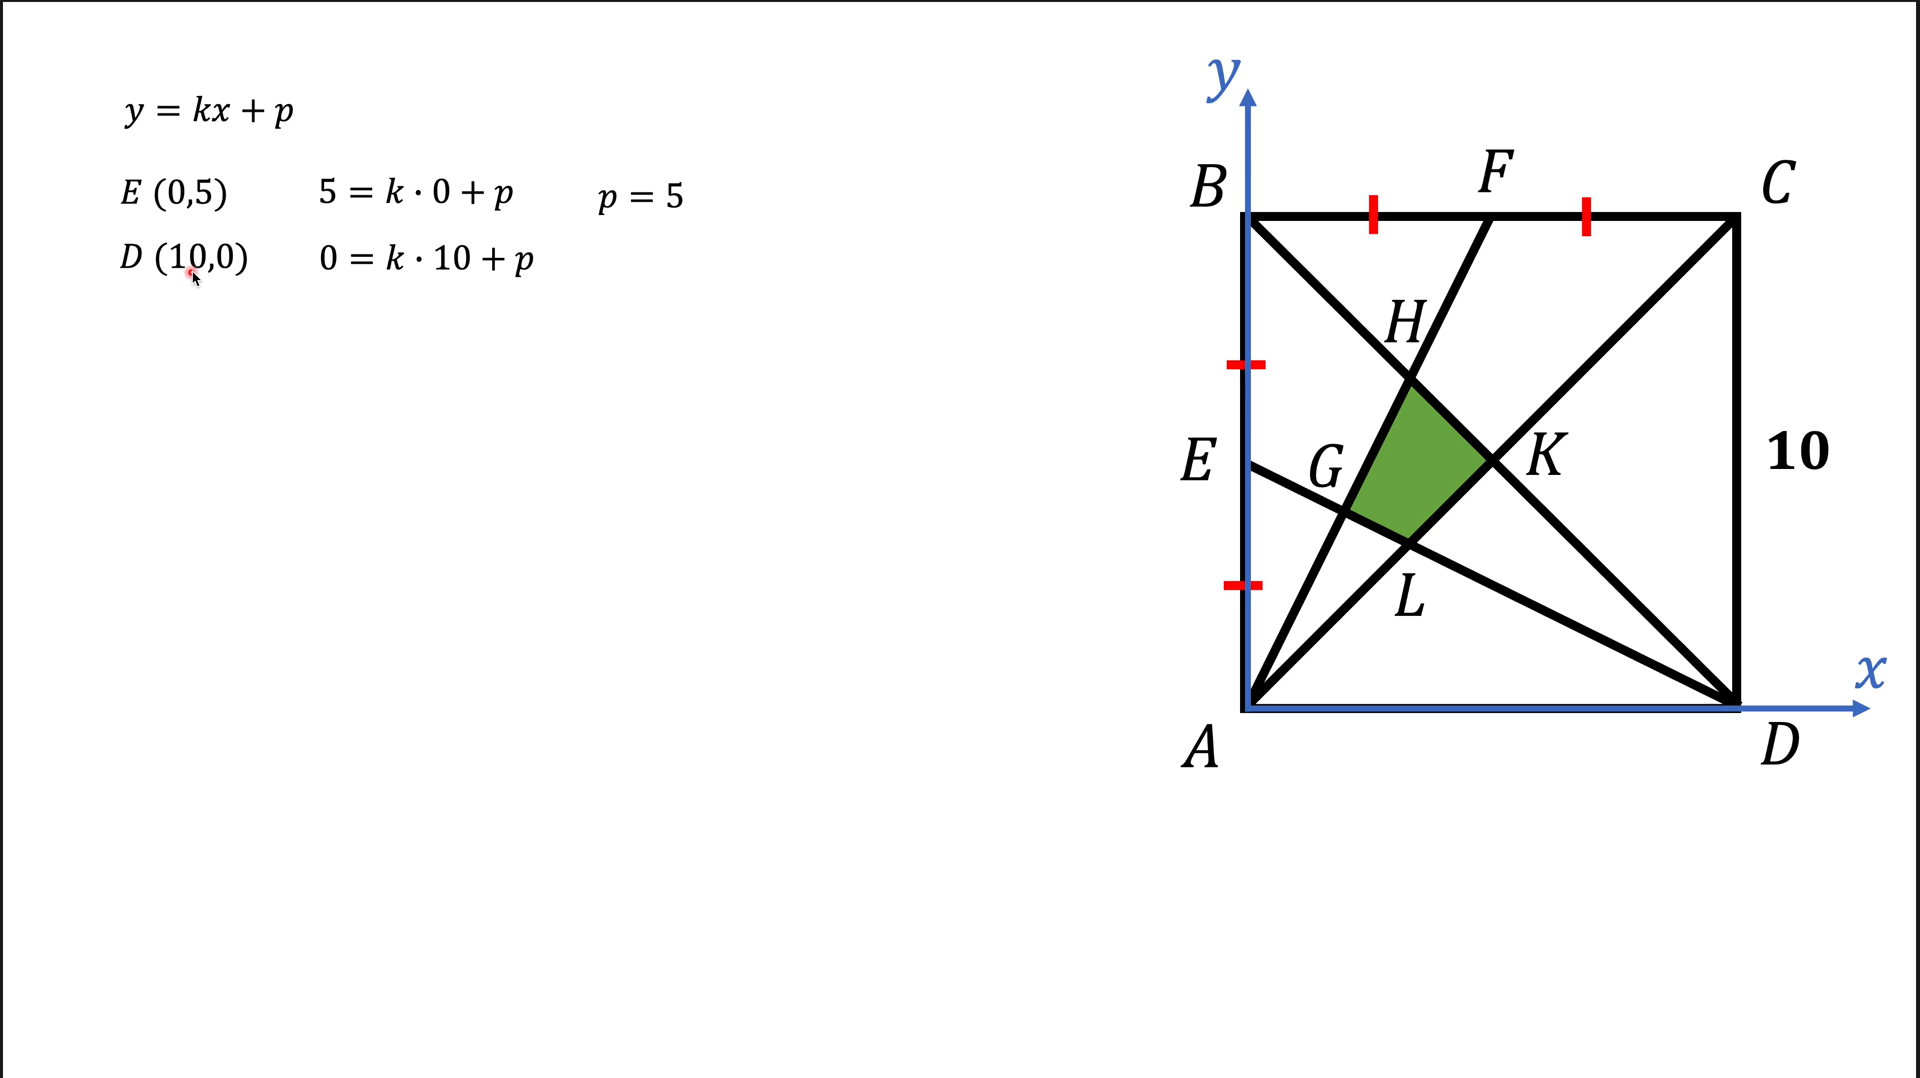 y = kx + p
E (0,5) 5 = k · 0 + p p = 5
D (10,0) 0 = k · 10 + p
y
B F C
H
E G K 10
L
x
A D